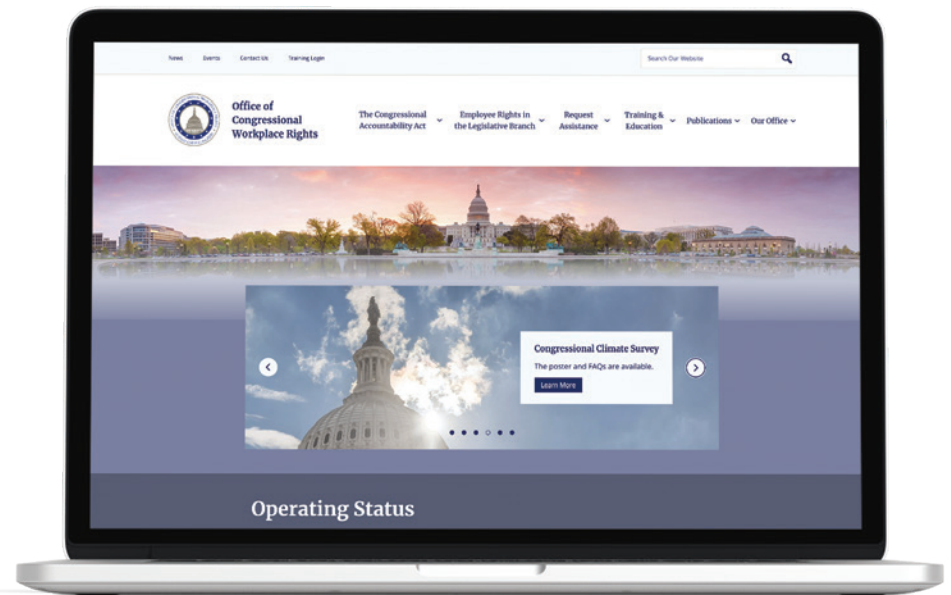 News Events Contact Us Training Login
Search Our Website
Office of
Congressional
Workplace Rights
The Congressional
Accountability Act
Employee Rights in
the Legislative Branch
Request
Assistance
Training &
Education
Publications
Our Office
Congressional Climate Survey
The poster and FAQs are available.
Learn More
Operating Status